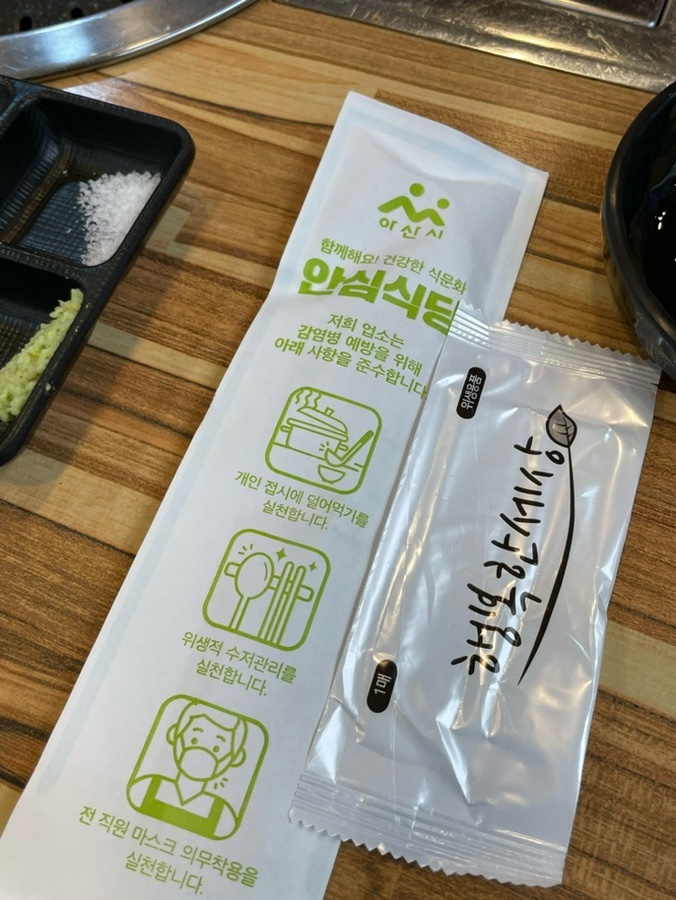 아산시
함께해요! 건강한 식문화
안심식당
저희 업소는
감염병 예방을 위해
아래 사항을 준수합니다
개인 접시에 덜어먹기를
실천합니다.
위생적 수저관리를
실천합니다.
전 직원 마스크 의무착용을
실천합니다.
위생용품
1매